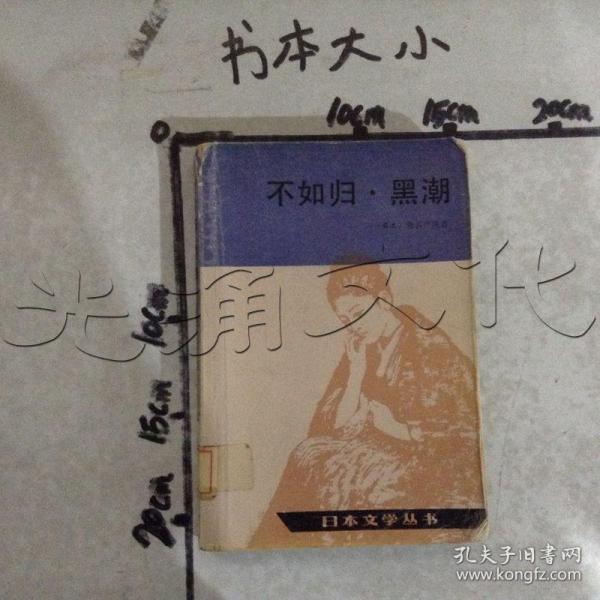 书本大小
10cm 15cm 20cm
0
不如归·黑潮
光涌文化
10cm
15cm
20cm
日本文学丛书
孔夫子旧书网
www.kongfz.com